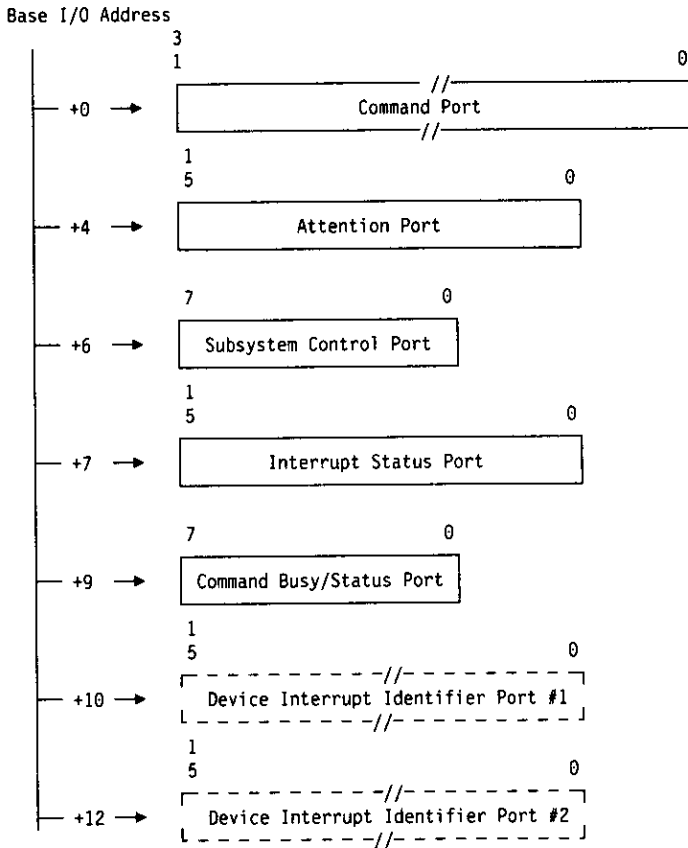 Base I/O Address
3
1 0
+0 Command Port
1
5 0
+4 Attention Port
7 0
+6 Subsystem Control Port
1
5 0
+7 Interrupt Status Port
7 0
+9 Command Busy/Status Port
1
5 0
+10 Device Interrupt Identifier Port #1
1
5 0
+12 Device Interrupt Identifier Port #2